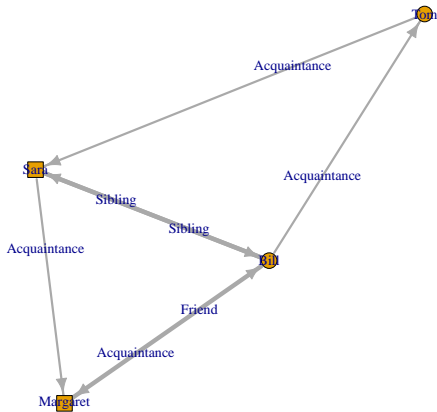 Tom
Acquaintance
Sara
Acquaintance
Sibling
Sibling
Acquaintance
Bill
Friend
Acquaintance
Margaret